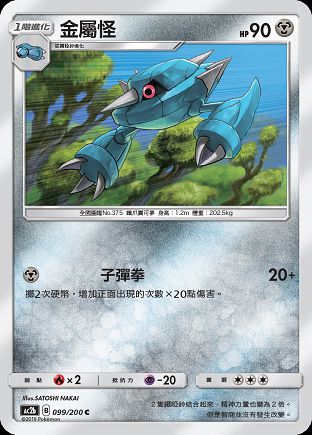 1階進化 金屬怪 HP 90
從鐵啞鈴進化
全國圖鑑No.375 鐵爪寶可夢 身高:1.2m 體重:202.5kg
子彈拳 20+
擲2次硬幣,增加正面出現的次數×20點傷害。
弱點 ×2 抵抗力 -20 撤退
Illus.SATOSHI NAKAI
AC2b B 099/200 C
©2019 Pokémon
2隻鐵啞鈴結合起來,精神力量也變為2倍。
但是智商並沒有發生改變。